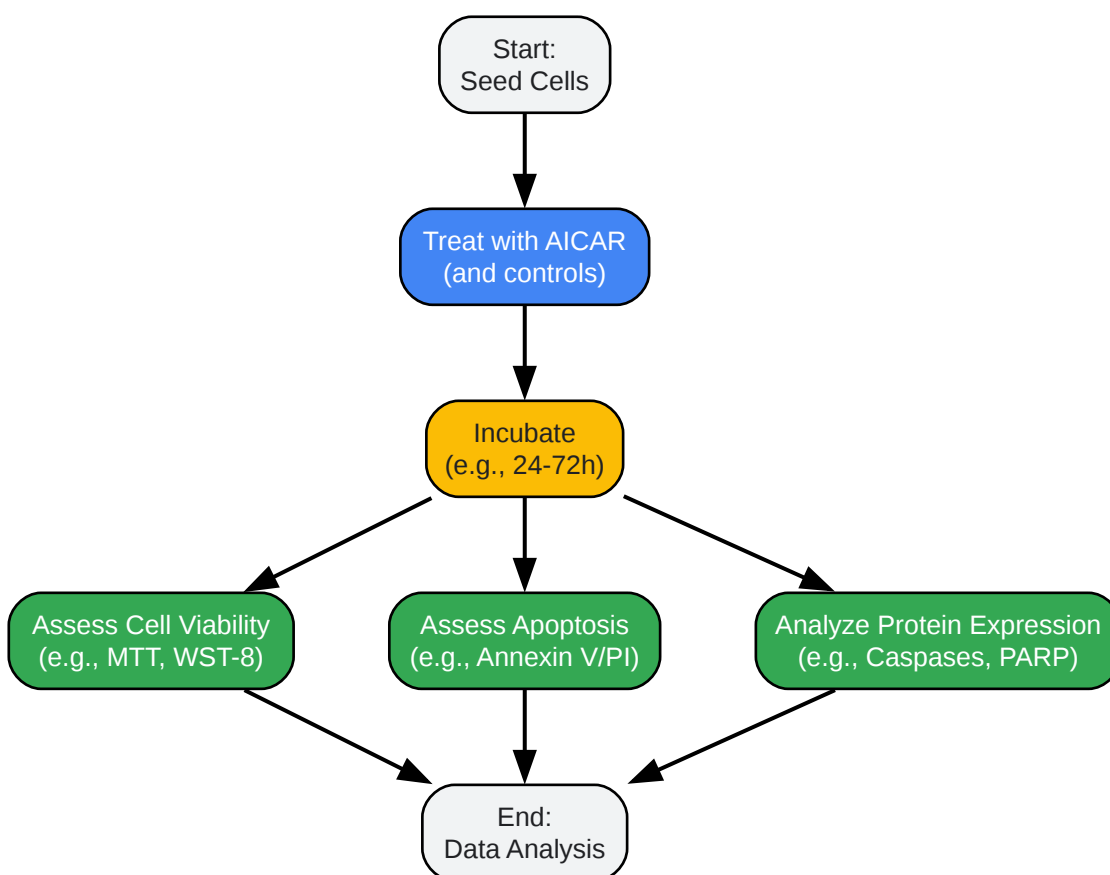 Start:
Seed Cells
Treat with AICAR
(and controls)
Incubate
(e.g., 24-72h)
Assess Cell Viability
(e.g., MTT, WST-8)
Assess Apoptosis
(e.g., Annexin V/PI)
Analyze Protein Expression
(e.g., Caspases, PARP)
End:
Data Analysis